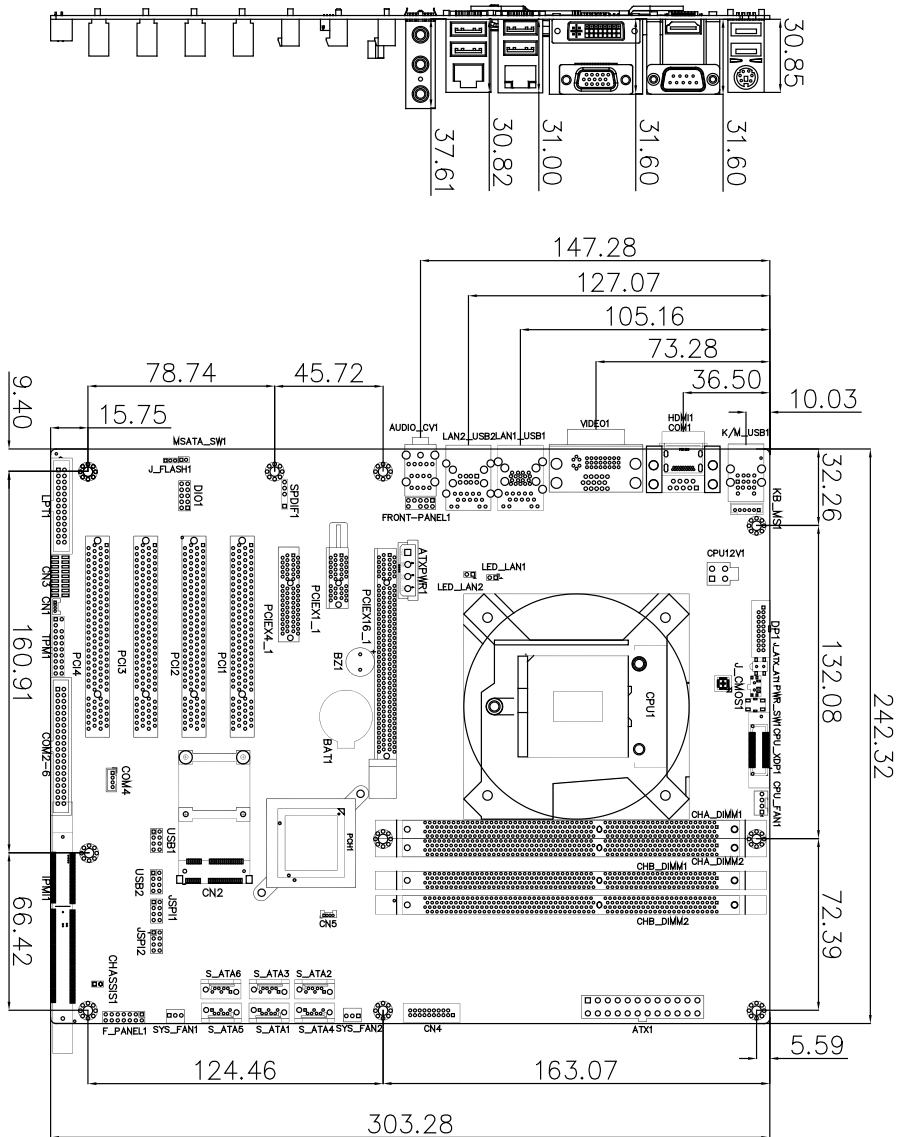 30.85
37.61
30.82
31.00
31.60
31.60
147.28
127.07
105.16
73.28
36.50
10.03
78.74
45.72
15.75
9.40
MSATA_SW1
AUDIO_CV1
LAN2_USB2
LAN1_USB1
VIDEO1
HDMI1
COM1
K/M_USB1
32.26
J_FLASH1
LPT1
DIO1
SPDIF1
FRONT-PANEL1
KB_MS1
CN3
CN1
IPM1
PCI4
PCI3
PCI2
PCI1
PCIEX4_1
PCIEX1_1
PCIEX16_1
ATXPWR1
LED_LAN1
LED_LAN2
CPU12V1
BZ1
BAT1
CPU1
DP1
J_ATX_AT1
PWR_SW1
J_CMOS1
CPU_XDP1
CPU_FAN1
132.08
242.32
160.91
COM2-6
COM4
PCH1
CHA_DIMM1
CHA_DIMM2
CHB_DIMM1
CHB_DIMM2
72.39
66.42
IPMI1
USB1
USB2
JSPI1
JSPI2
CN2
CN5
CHASSIS1
S_ATA6
S_ATA3
S_ATA2
F_PANEL1
SYS_FAN1
S_ATA5
S_ATA1
S_ATA4
SYS_FAN2
CN4
ATX1
5.59
124.46
163.07
303.28